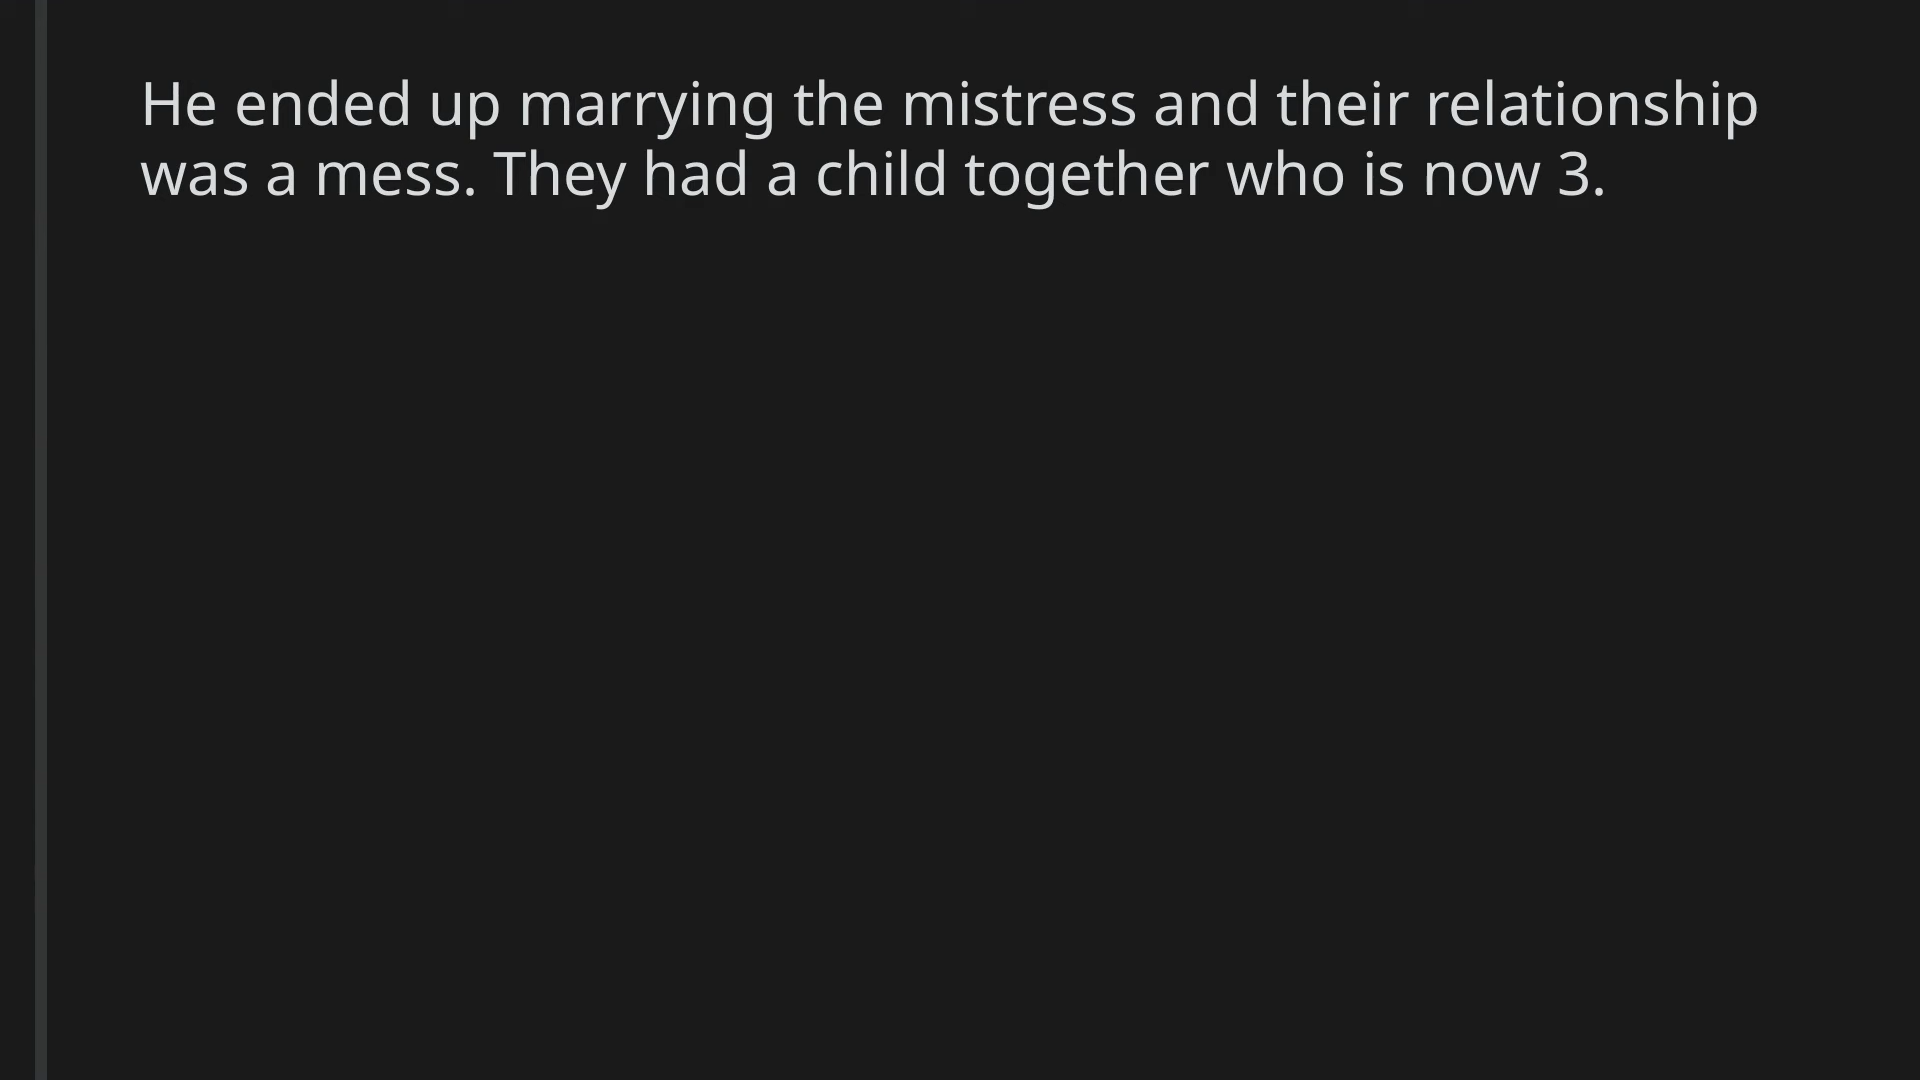 He ended up marrying the mistress and their relationship
was a mess. They had a child together who is now 3.